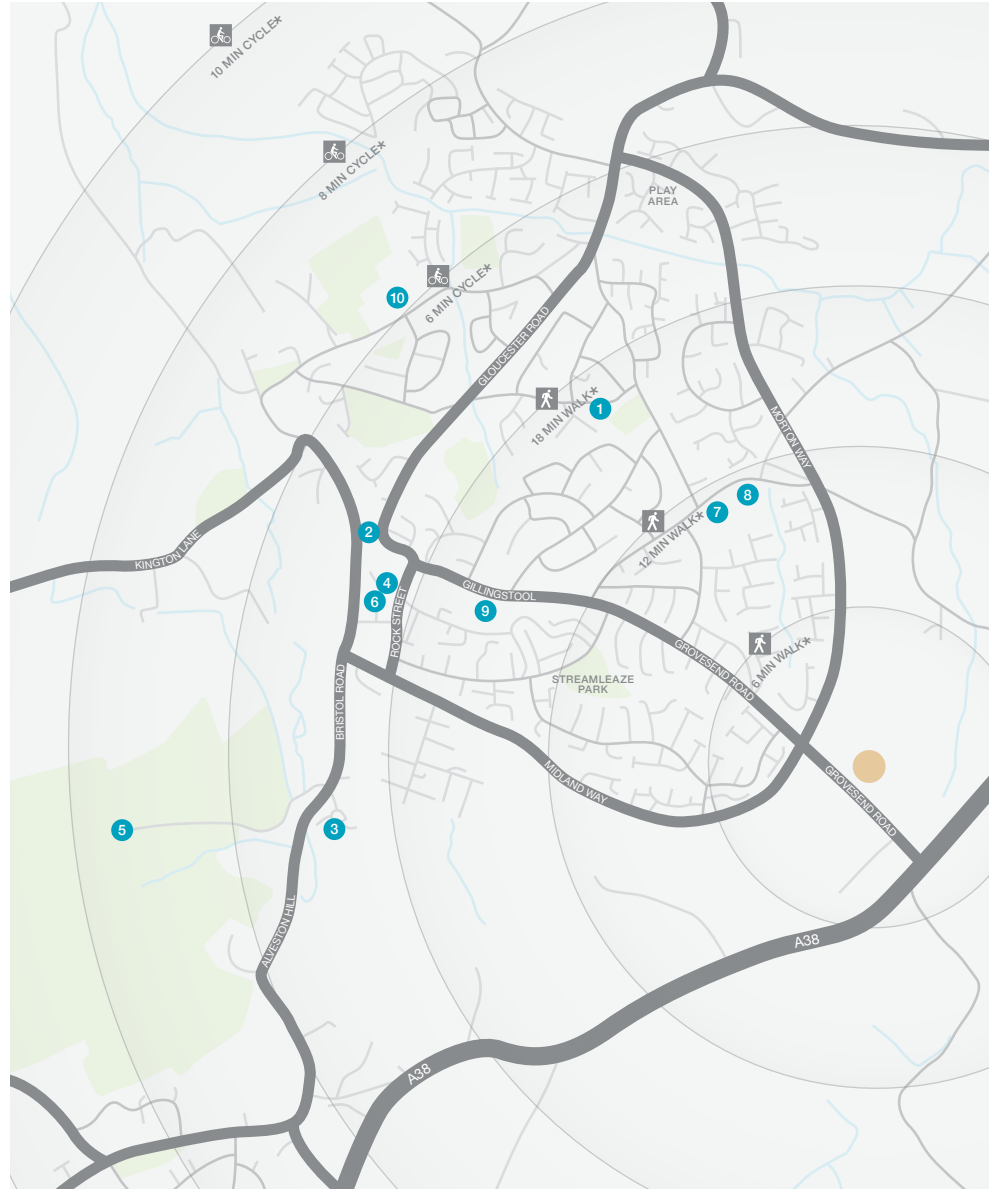 10 MIN CYCLE*
8 MIN CYCLE*
PLAY
AREA
6 MIN CYCLE*
10
GLOUCESTER ROAD
18 MIN WALK*
1
MORTON WAY
8
7
12 MIN WALK*
2
KINGTON LANE
4
GILLINGSTOOL
6
9
ROCK STREET
GROVESEND ROAD
6 MIN WALK*
STREAMLEAZE
PARK
BRISTOL ROAD
MIDLAND WAY
GROVESEND ROAD
5
3
ALVESTON HILL
A38
A38